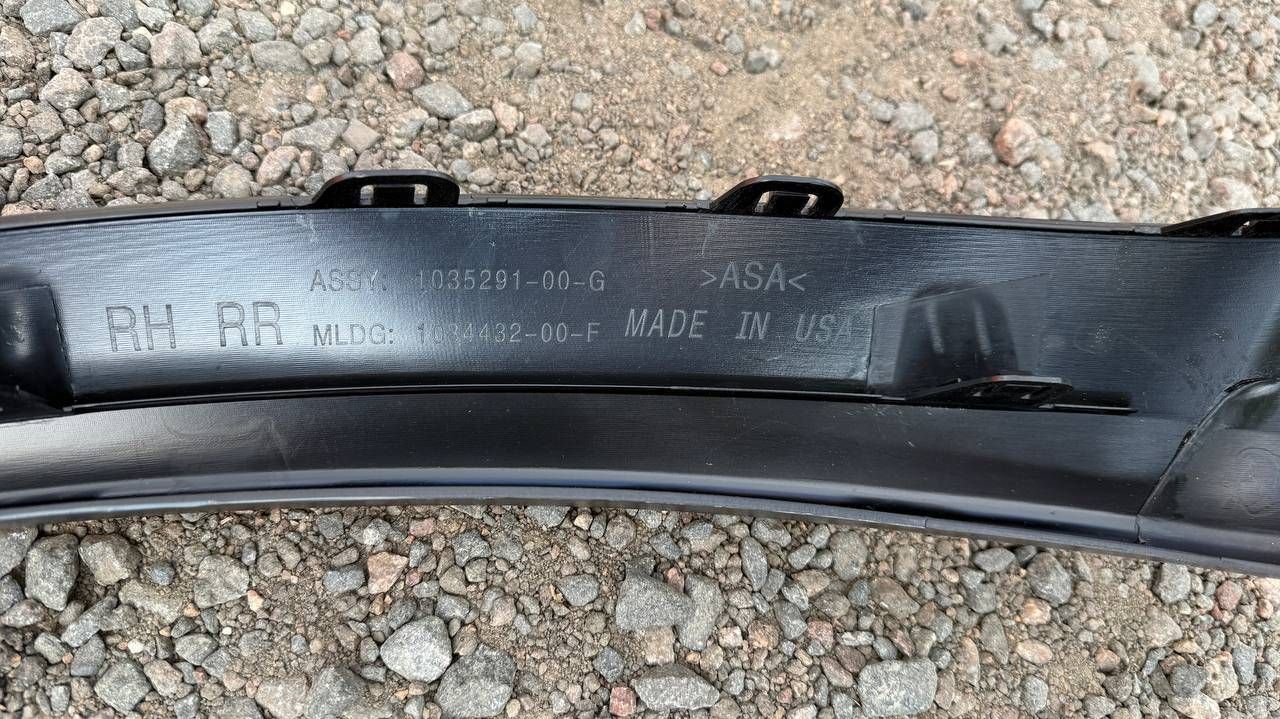 RH RR
ASSY: 1035291-00-G
MLDG: 1034432-00-F
>ASA<
MADE IN USA